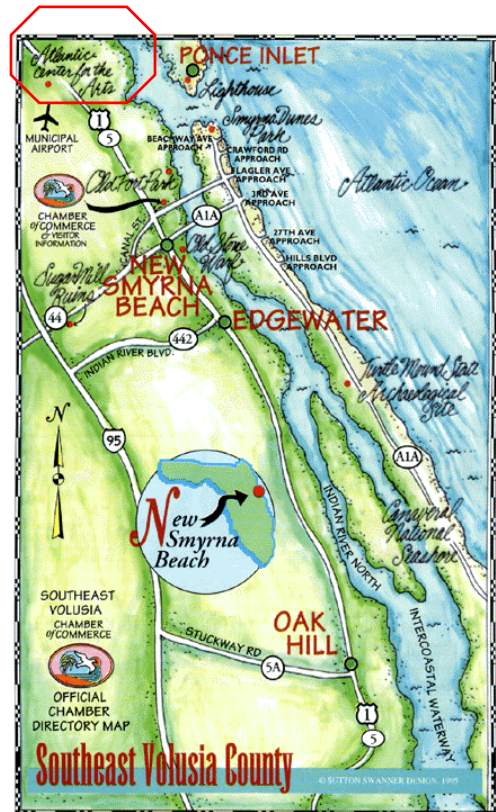 Atlantic
Center for the
Arts
PONCE INLET
Lighthouse
Smyrna Dunes
Park
1
5
MUNICIPAL
AIRPORT
BEACHWAY AVE
APPROACH
CRAWFORD RD
APPROACH
FLAGLER AVE
APPROACH
3RD AVE
APPROACH
Atlantic Ocean
Old Fort Park
CHAMBER
of COMMERCE
& VISITOR
INFORMATION
CANAL ST.
A1A
27TH AVE
APPROACH
HILLS BLVD
APPROACH
Old Stone
Wharf
NEW
SMYRNA
BEACH
Sugar Mill
Ruins
44
EDGEWATER
442
INDIAN RIVER BLVD.
Turtle Mound State
Archaeological
Site
N
95
A1A
New
Smyrna
Beach
Canaveral
National
Seashore
INDIAN RIVER NORTH
INTERCOASTAL WATERWAY
SOUTHEAST
VOLUSIA
CHAMBER
of COMMERCE
OAK
HILL
STUCKWAY RD
5A
OFFICIAL
CHAMBER
DIRECTORY MAP
1
5
Southeast Volusia County
© SUTTON SWANNER DESIGN, 1995